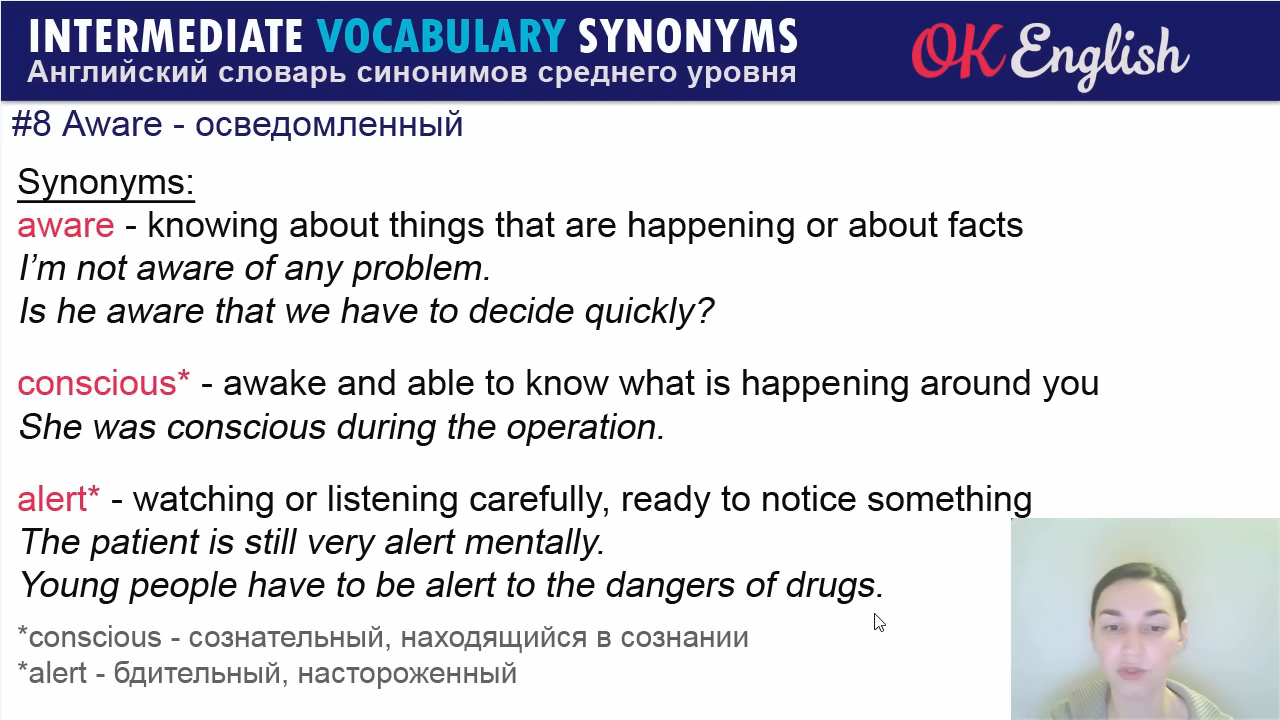 INTERMEDIATE VOCABULARY SYNONYMS
Английский словарь синонимов среднего уровня
OK English
#8 Aware - осведомленный
Synonyms:
aware - knowing about things that are happening or about facts
I’m not aware of any problem.
Is he aware that we have to decide quickly?
conscious* - awake and able to know what is happening around you
She was conscious during the operation.
alert* - watching or listening carefully, ready to notice something
The patient is still very alert mentally.
Young people have to be alert to the dangers of drugs.
*conscious - сознательный, находящийся в сознании
*alert - бдительный, настороженный